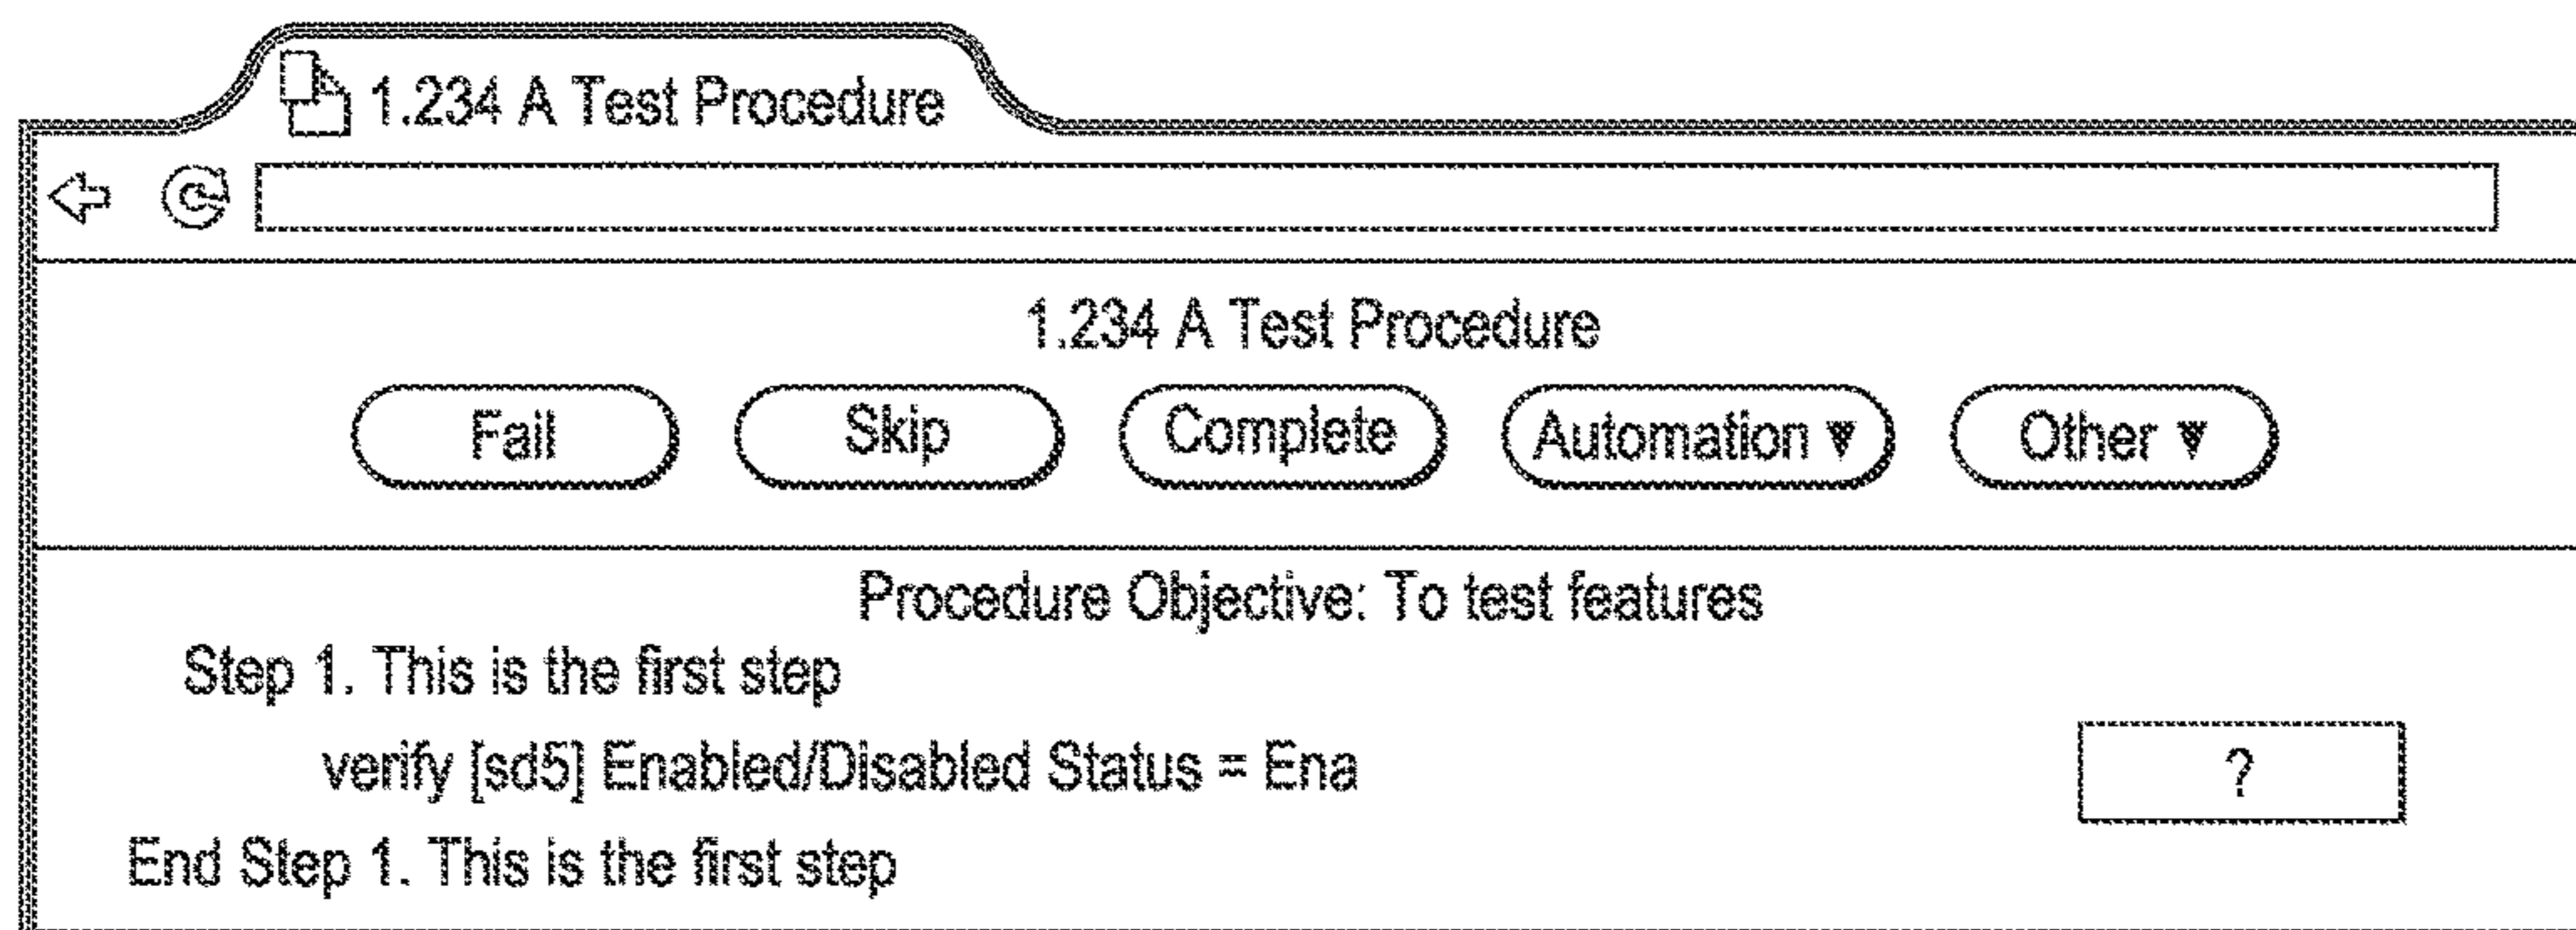 1.234 A Test Procedure
1.234 A Test Procedure
Fail Skip Complete Automation ▼ Other ▼
Procedure Objective: To test features
Step 1. This is the first step
verify [sd5] Enabled/Disabled Status = Ena ?
End Step 1. This is the first step